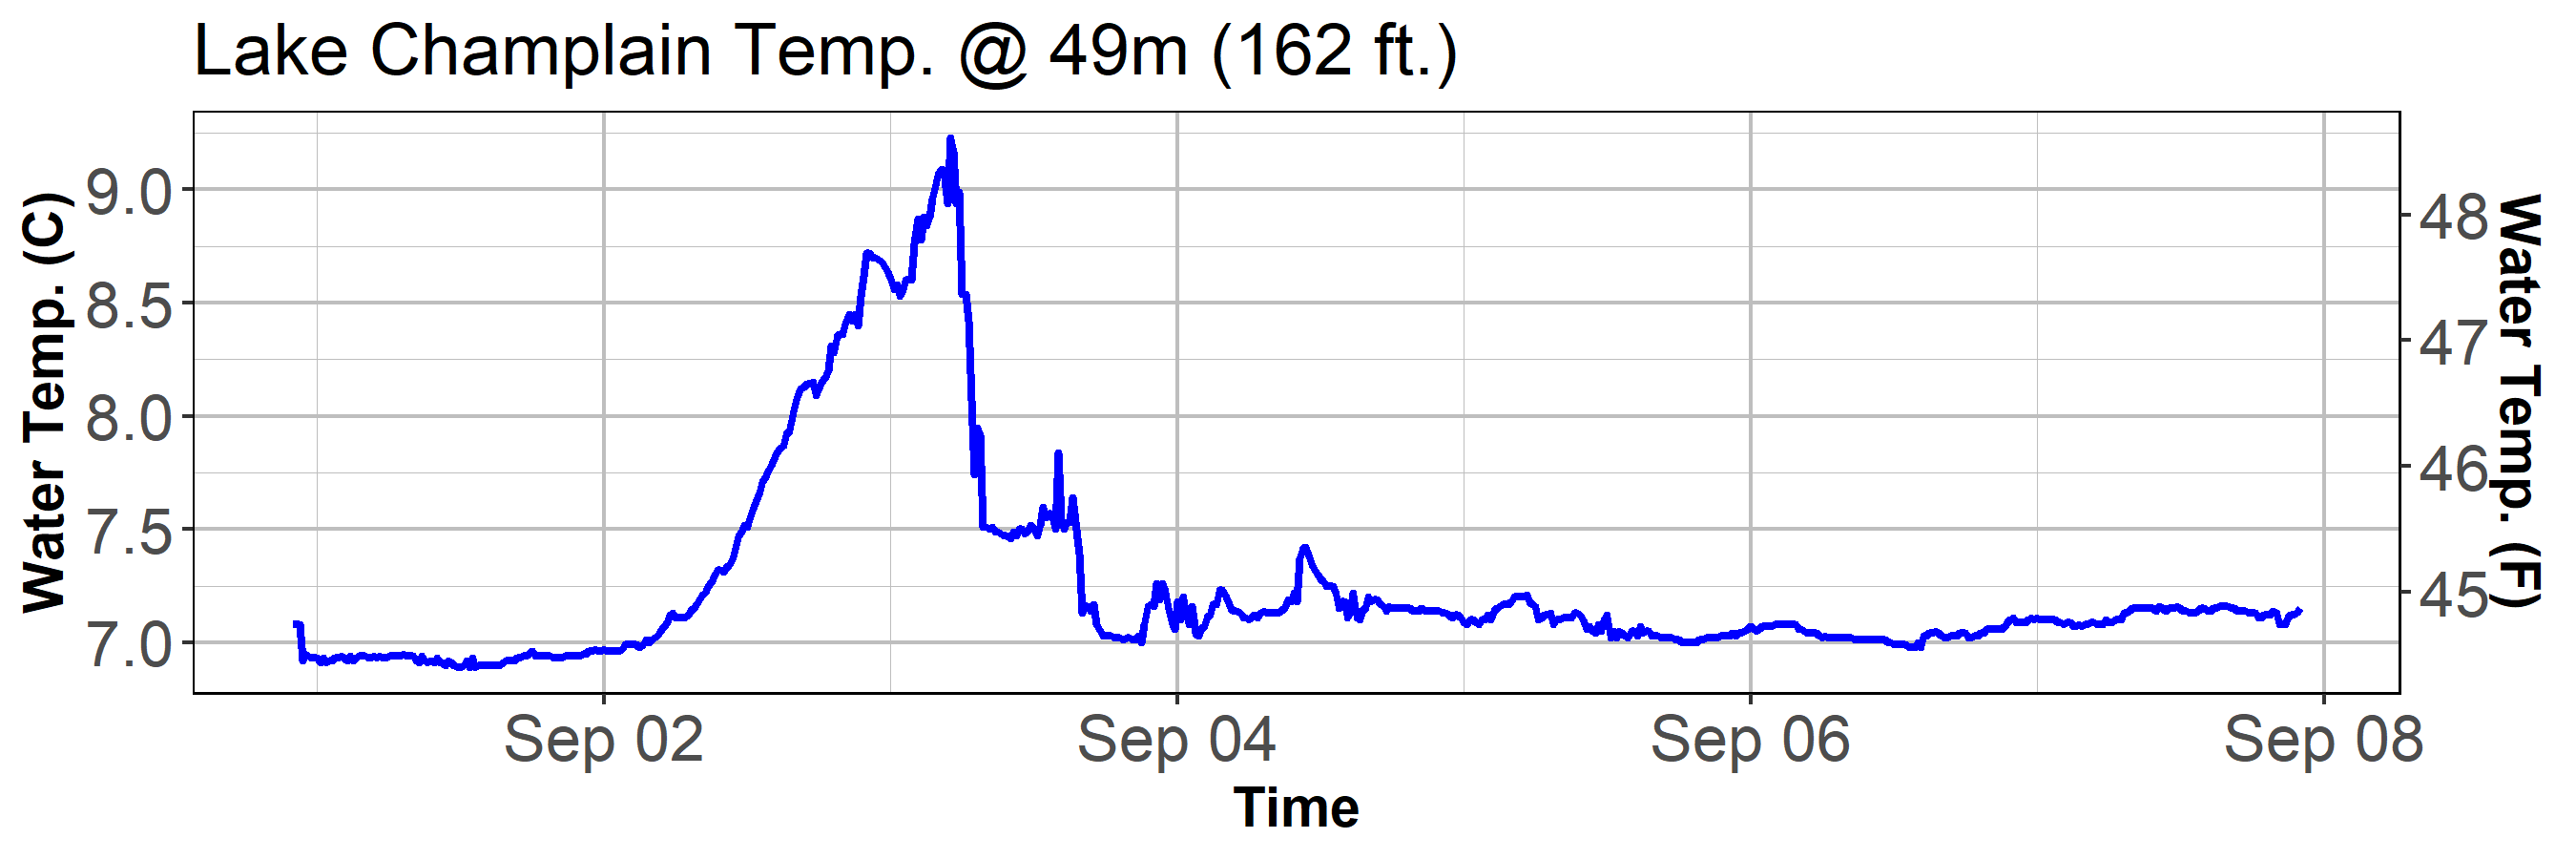 Lake Champlain Temp. @ 49m (162 ft.)
Water Temp. (C)
9.0
8.5
8.0
7.5
7.0
48
47
46
45
Water Temp. (F)
Sep 02 Sep 04 Sep 06 Sep 08
Time